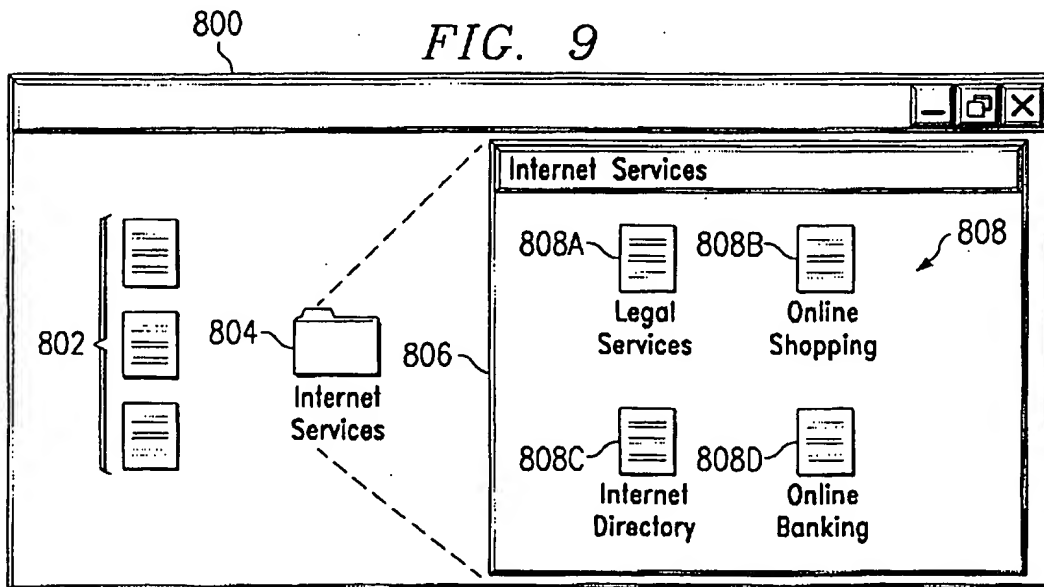 FIG. 9
800
Internet Services
802
804
Internet
Services
806
808
808A
Legal
Services
808B
Online
Shopping
808C
Internet
Directory
808D
Online
Banking